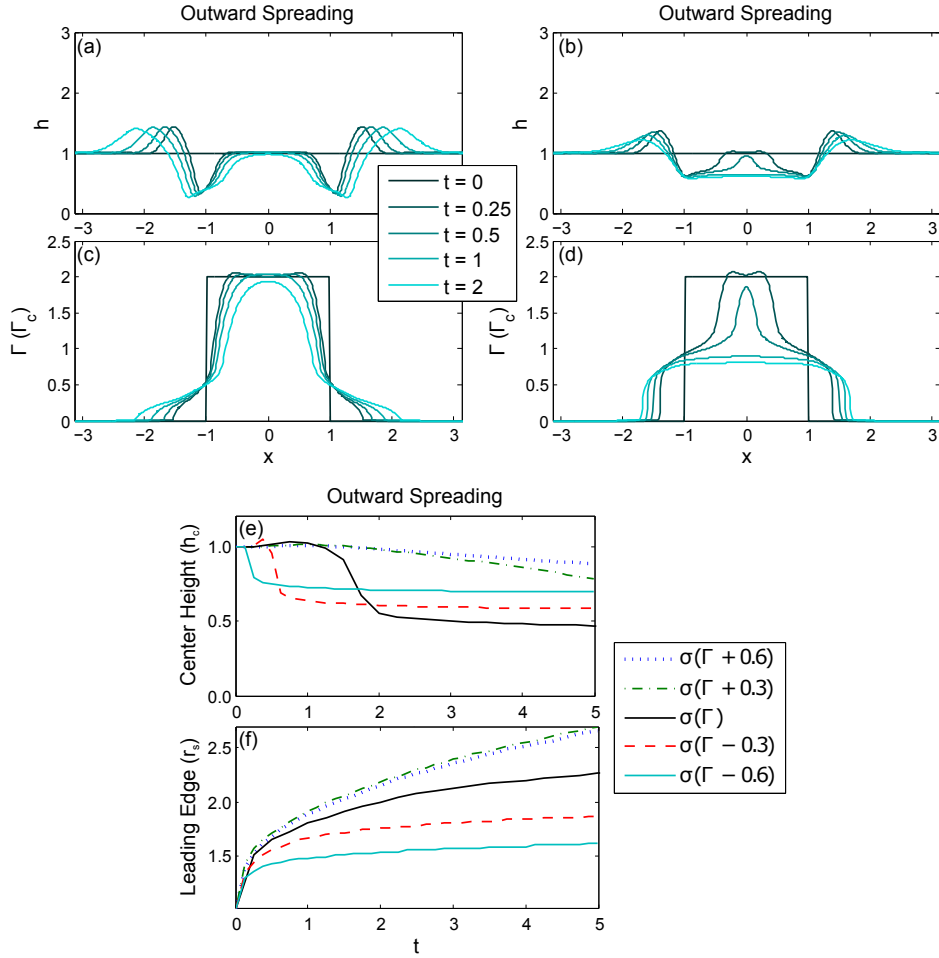 Outward Spreading
(a)
h
3
2
1
0
−3 −2 −1 0 1 2 3
Outward Spreading
(b)
h
3
2
1
0
−3 −2 −1 0 1 2 3
t = 0
t = 0.25
t = 0.5
t = 1
t = 2
(c)
Γ (Γc)
2.5
2
1.5
1
0.5
0
−3 −2 −1 0 1 2 3
x
(d)
Γ (Γc)
2.5
2
1.5
1
0.5
0
−3 −2 −1 0 1 2 3
x
Outward Spreading
(e)
Center Height (hc)
1.0
0.5
0.0
0 1 2 3 4 5
(f)
Leading Edge (rs)
2.5
2.0
1.5
0 1 2 3 4 5
t
σ(Γ + 0.6)
σ(Γ + 0.3)
σ(Γ)
σ(Γ − 0.3)
σ(Γ − 0.6)